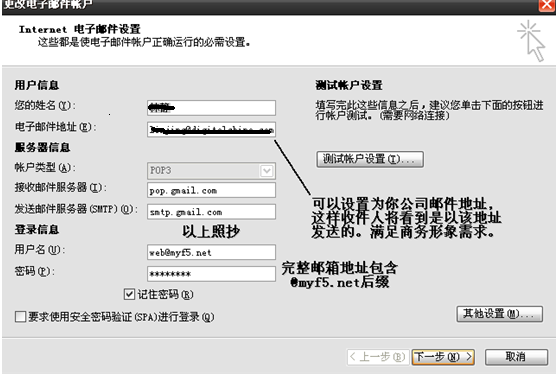 更改电子邮件帐户
Internet 电子邮件设置
这些都是使电子邮件帐户正确运行的必需设置。
用户信息
您的姓名(Y):
电子邮件地址(E):
服务器信息
帐户类型(A): POP3
接收邮件服务器(I): pop.gmail.com
发送邮件服务器(SMTP)(O): smtp.gmail.com
以上照抄
登录信息
用户名(U): web@myf5.net
密码(P): ********
记住密码(R)
要求使用安全密码验证(SPA)进行登录(Q)
测试帐户设置
填写完此这些信息之后，建议您单击下面的按钮进
行帐户测试。(需要网络连接)
测试帐户设置(T)...
可以设置为你公司邮件地址,
这样收件人将看到是以该地址
发送的。满足商务形象需求。
完整邮箱地址包含
@myf5.net后缀
其他设置(M)...
< 上一步(B)
下一步(N) >
取消